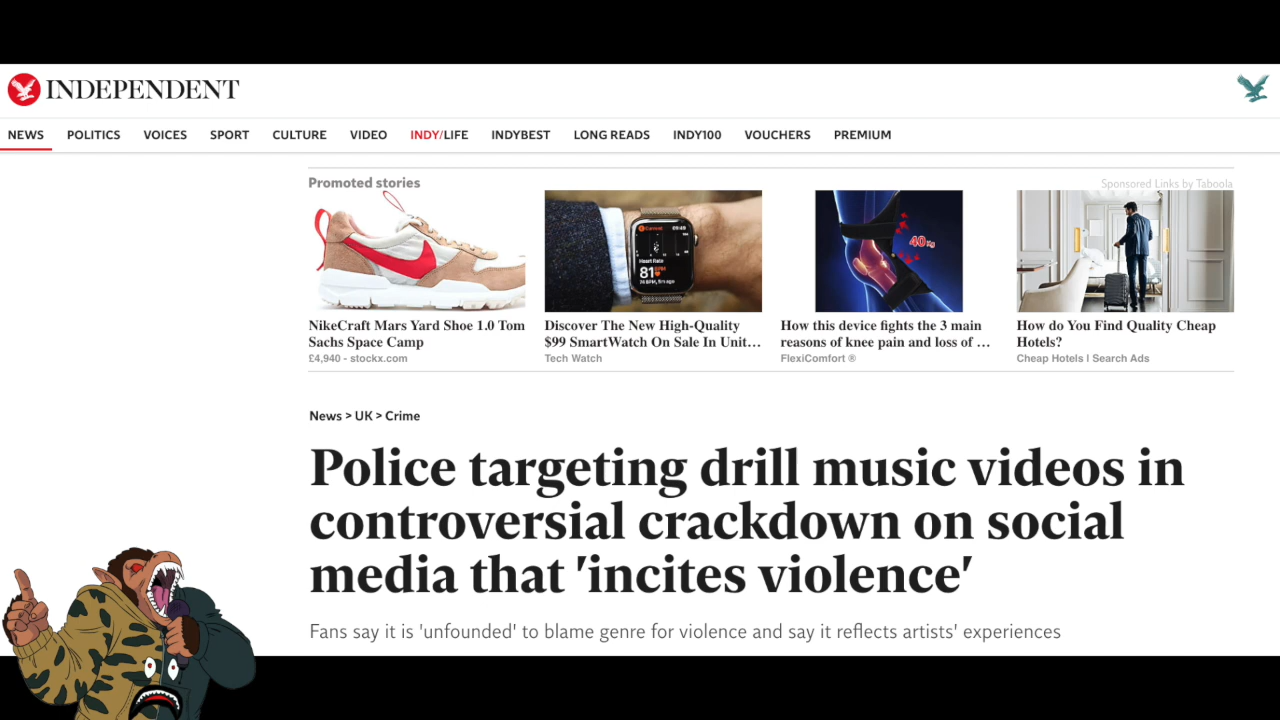 INDEPENDENT
NEWS POLITICS VOICES SPORT CULTURE VIDEO INDY/LIFE INDYBEST LONG READS INDY100 VOUCHERS PREMIUM
Promoted stories
Sponsored Links by Taboola
40Kg
Heart Rate
81
NikeCraft Mars Yard Shoe 1.0 Tom
Sachs Space Camp
£4,940 - stockx.com
Discover The New High-Quality
$99 SmartWatch On Sale In Unit…
Tech Watch
How this device fights the 3 main
reasons of knee pain and loss of …
FlexiComfort ®
How do You Find Quality Cheap
Hotels?
Cheap Hotels | Search Ads
News > UK > Crime
Police targeting drill music videos in
controversial crackdown on social
media that 'incites violence'
Fans say it is 'unfounded' to blame genre for violence and say it reflects artists' experiences